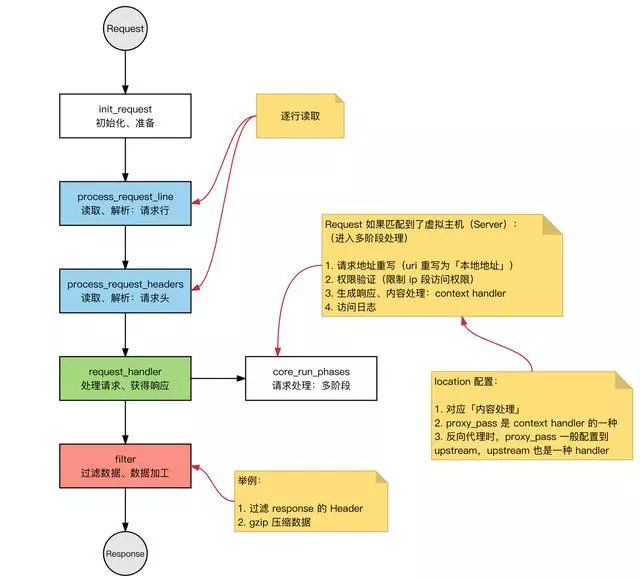 Request
init_request
初始化、准备
逐行读取
process_request_line
读取、解析：请求行
Request 如果匹配到了虚拟主机（Server）：
（进入多阶段处理）
1. 请求地址重写（uri 重写为「本地地址」）
2. 权限验证（限制 ip 段访问权限）
3. 生成响应、内容处理：context handler
4. 访问日志
process_request_headers
读取、解析：请求头
request_handler
处理请求、获得响应
core_run_phases
请求处理：多阶段
location 配置：
1. 对应「内容处理」
2. proxy_pass 是 context handler 的一种
3. 反向代理时，proxy_pass 一般配置到
upstream，upstream 也是一种 handler
filter
过滤数据、数据加工
举例：
1. 过滤 response 的 Header
2. gzip 压缩数据
Response